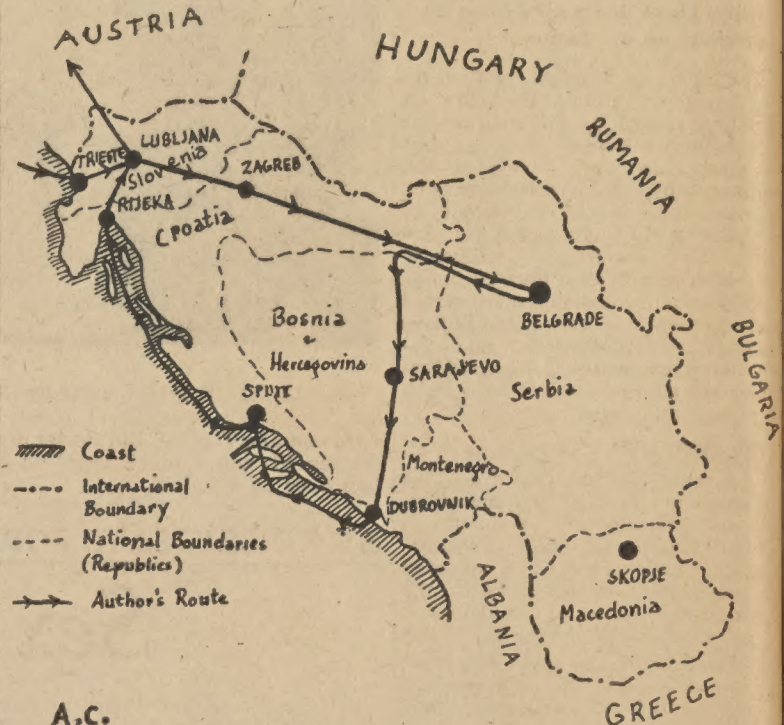 AUSTRIA
HUNGARY
RUMANIA
TRIESTE
LUBLJANA
Slovenia
ZAGREB
RIJEKA
Croatia
BELGRADE
BULGARIA
Bosnia
&
Hercegovina
SARAJEVO
Serbia
SPLIT
Montenegro
DUBROVNIK
Coast
International
Boundary
National Boundaries
(Republics)
Author's Route
ALBANIA
SKOPJE
Macedonia
GREECE
A.C.